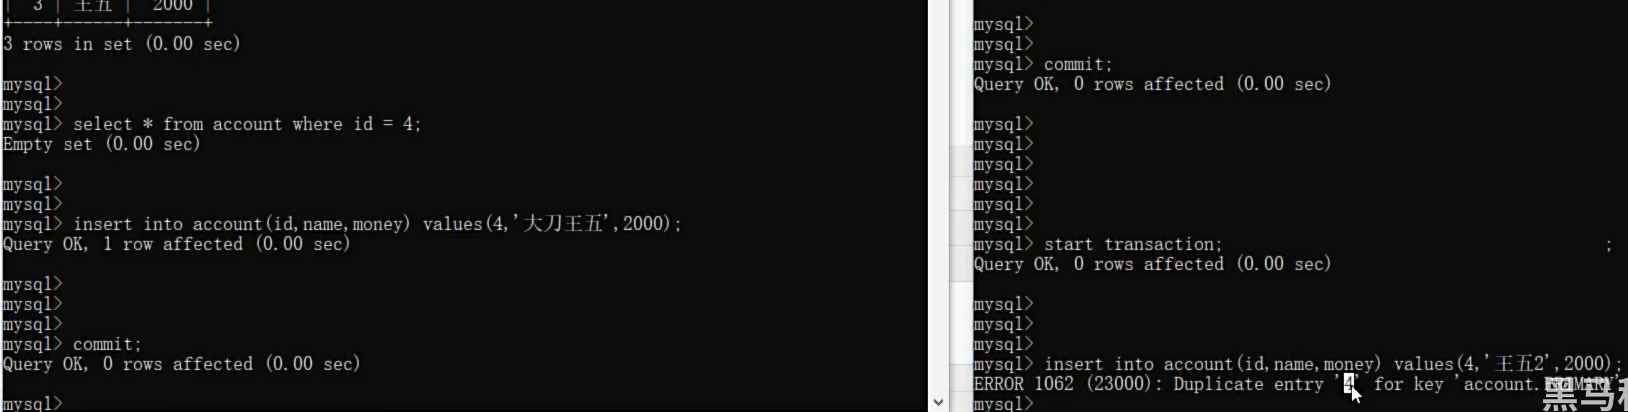 | 3 | 王五 | 2000 |
+----+------+-------+
3 rows in set (0.00 sec)
mysql>
mysql>
mysql> select * from account where id = 4;
Empty set (0.00 sec)
mysql>
mysql>
mysql> insert into account(id,name,money) values(4,'大刀王五',2000);
Query OK, 1 row affected (0.00 sec)
mysql>
mysql>
mysql>
mysql> commit;
Query OK, 0 rows affected (0.00 sec)
mysql>
mysql>
mysql>
mysql> commit;
Query OK, 0 rows affected (0.00 sec)
mysql>
mysql>
mysql>
mysql>
mysql>
mysql>
mysql> start transaction; ;
Query OK, 0 rows affected (0.00 sec)
mysql>
mysql>
mysql>
mysql> insert into account(id,name,money) values(4,'王五2',2000);
ERROR 1062 (23000): Duplicate entry '4' for key 'account.PRIMARY'
mysql>
黑马